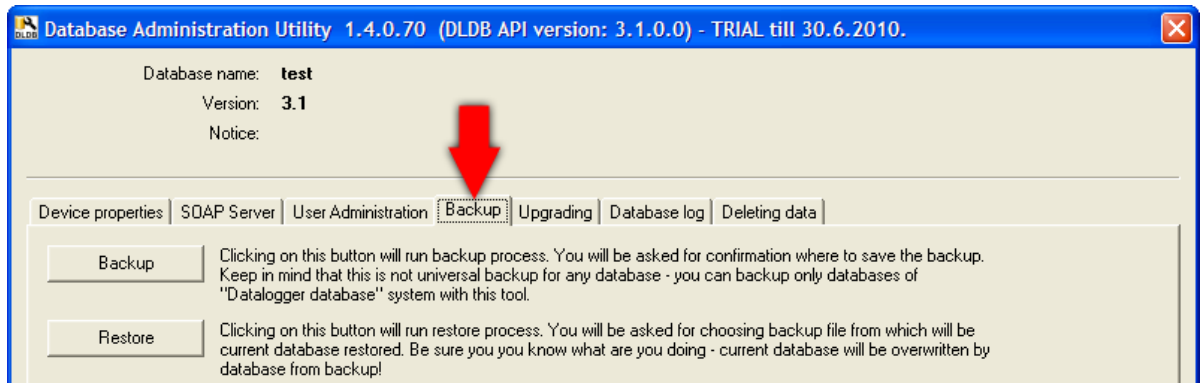 Database Administration Utility 1.4.0.70 (DLDB API version: 3.1.0.0) - TRIAL till 30.6.2010.
Database name: test
Version: 3.1
Notice:
Device properties SOAP Server User Administration Backup Upgrading Database log Deleting data
Backup
Clicking on this button will run backup process. You will be asked for confirmation where to save the backup.
Keep in mind that this is not universal backup for any database - you can backup only databases of
"Datalogger database" system with this tool.
Restore
Clicking on this button will run restore process. You will be asked for choosing backup file from which will be
current database restored. Be sure you you know what are you doing - current database will be overwritten by
database from backup!